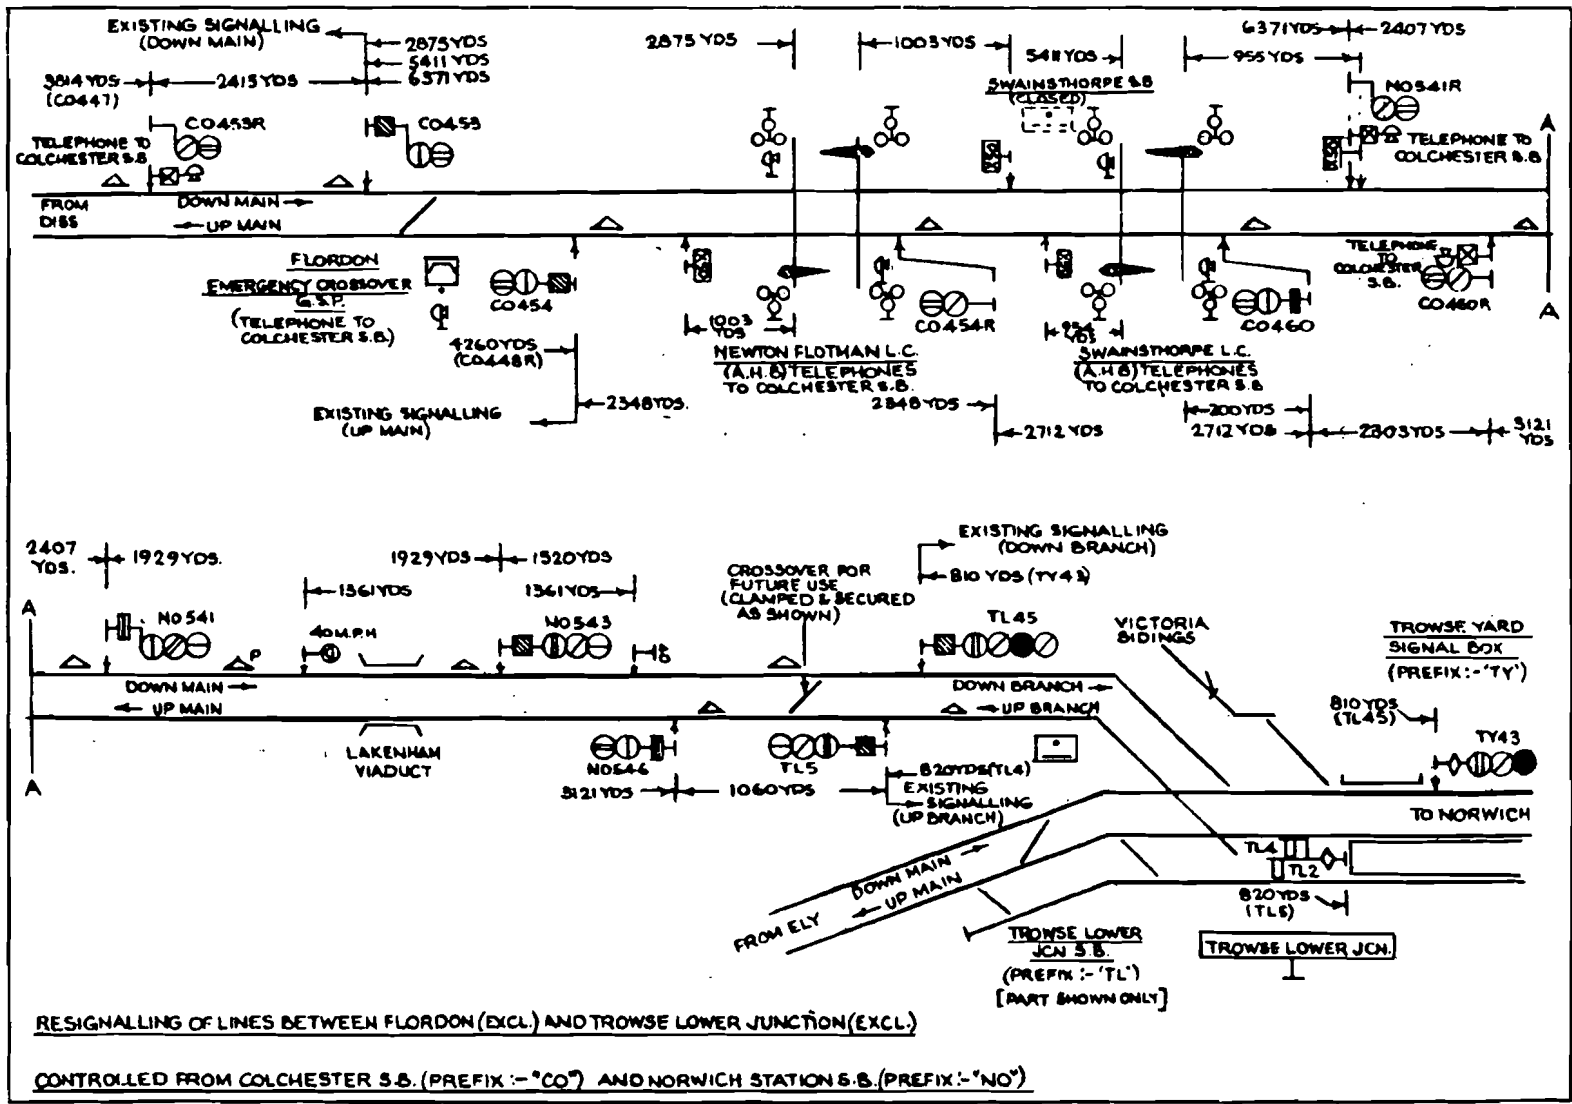 EXISTING SIGNALLING
(DOWN MAIN)
2875 YDS
5411 YDS
6371 YDS
3814 YDS
(CO447)
2415 YDS
2875 YDS
1003 YDS
5411 YDS
6371 YDS
2407 YDS
955 YDS
SWAINSTHORPE S.B
(CLOSED)
CO453R
CO453
NO541R
TELEPHONE TO
COLCHESTER S.B
TELEPHONE TO
COLCHESTER S.B
A
FROM
DISS
DOWN MAIN
UP MAIN
FLORDON
EMERGENCY CROSSOVER
G.S.P.
(TELEPHONE TO
COLCHESTER S.B.)
CO454
4260 YDS
(CO448R)
1003
YDS
CO454R
954
YDS
CO460
TELEPHONE
TO
COLCHESTER
S.B.
CO460R
A
NEWTON FLOTMAN L.C.
(A.H.B) TELEPHONES
TO COLCHESTER S.B.
SWAINSTHORPE L.C.
(A.H.B) TELEPHONES
TO COLCHESTER S.B
EXISTING SIGNALLING
(UP MAIN)
2348 YDS.
2348 YDS
2712 YDS
200 YDS
2712 YDS
2303 YDS
3121
YDS
2407
YDS.
1929 YDS.
1929 YDS
1520 YDS
1361 YDS
1361 YDS
CROSSOVER FOR
FUTURE USE
(CLAMPED & SECURED
AS SHOWN)
EXISTING SIGNALLING
(DOWN BRANCH)
810 YDS (TY43)
A
NO541
P
40 M.P.H
NO543
TL45
VICTORIA
SIDINGS
TROWSE YARD
SIGNAL BOX
(PREFIX :- 'TY')
DOWN MAIN
UP MAIN
DOWN BRANCH
UP BRANCH
810 YDS
(TL45)
TY43
A
LAKENHAM
VIADUCT
NO546
TL5
3121 YDS
1060 YDS
820 YDS (TL4)
EXISTING
SIGNALLING
(UP BRANCH)
TO NORWICH
TL4
TL2
820 YDS
(TL5)
DOWN MAIN
UP MAIN
FROM ELY
TROWSE LOWER
JCN S.B.
(PREFIX :- 'TL')
[PART SHOWN ONLY]
TROWSE LOWER JCN.
RESIGNALLING OF LINES BETWEEN FLORDON (EXCL.) AND TROWSE LOWER JUNCTION (EXCL.)
CONTROLLED FROM COLCHESTER S.B. (PREFIX :- "CO") AND NORWICH STATION S.B. (PREFIX :- "NO")